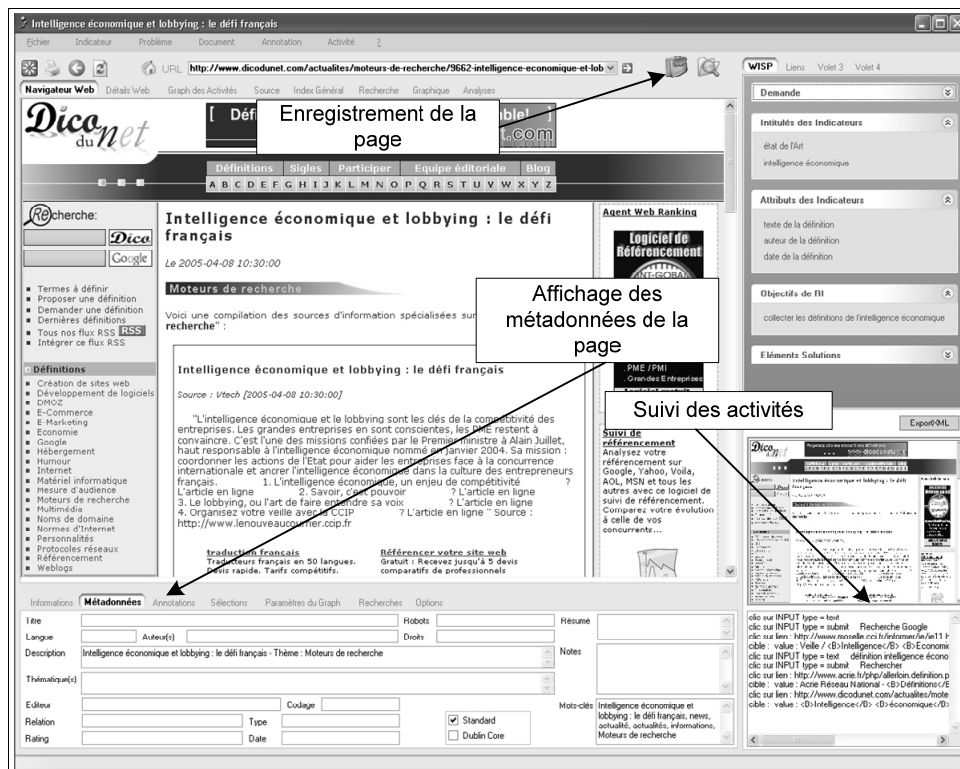 Intelligence économique et lobbying : le défi français
Fichier Indicateur Problème Document Annotation Activité ?
URL http://www.dicodunet.com/actualites/moteurs-de-recherche/9662-intelligence-economique-et-lob
Navigateur Web Détails Web Graph des Activités Source Index Général Recherche Graphique Analyses
Enregistrement de la
page
Dico du net
[ Défi ble! ]
t.com
Définitions Sigles Participer Equipe éditoriale Blog
A B C D E F G H I J K L M N O P Q R S T U V W X Y Z
Recherche:
Dico
Google
Termes à définir
Proposer une définition
Demander une définition
Dernières définitions
Tous nos flux RSS RSS
Intégrer ce flux RSS
Définitions
Création de sites web
Développement de logiciels
DMOZ
E-Commerce
E-Marketing
Economie
Google
Hébergement
Humour
Internet
Matériel informatique
Mesure d'audience
Moteurs de recherche
Multimédia
Noms de domaine
Normes d'Internet
Personnalités
Protocoles réseaux
Référencement
Weblogs
Intelligence économique et lobbying : le défi
français
Le 2005-04-08 10:30:00
Moteurs de recherche
Voici une compilation des sources d'information spécialisées sur
recherche" :
Intelligence économique et lobbying : le défi français
Source : Vtech [2005-04-08 10:30:00]
"L'intelligence économique et le lobbying sont les clés de la compétitivité des
entreprises. Les grandes entreprises en sont conscientes, les PME restent à
convaincre. C'est l'une des missions confiées par le Premier ministre à Alain Juillet,
haut responsable à l'intelligence économique nommé en janvier 2004. Sa mission :
coordonner les actions de l'Etat pour aider les entreprises face à la concurrence
internationale et ancrer l'intelligence économique dans la culture des entrepreneurs
français. 1. L'intelligence économique, un enjeu de compétitivité ?
L'article en ligne 2. Savoir, c'est pouvoir ? L'article en ligne
3. Le lobbying, ou l'art de faire entendre sa voix ? L'article en ligne
4. Organisez votre veille avec la CCIP ? L'article en ligne " Source :
http://www.lenouveaucourrier.ccip.fr
traduction français
Traducteurs français en 50 langues.
Devis rapide. Tarifs compétitifs.
Référencer votre site web
Gratuit : Recevez jusqu'à 5 devis
comparatifs de professionnels
Agent Web Ranking
Logiciel de
Référencement
Affichage des
métadonnées de la
page
. PME / PMI
. Grandes Entreprises
Suivi de
référencement
Analysez votre
référencement sur
Google, Yahoo, Voila,
AOL, MSN et tous les
autres avec ce logiciel de
suivi de référencement.
Comparez votre évolution
à celle de vos
concurrents...
WISP Liens Volet 3 Volet 4
Demande
Intitulés des Indicateurs
état de l'Art
intelligence économique
Attributs des Indicateurs
texte de la définition
auteur de la définition
date de la définition
Objectifs de RI
collecter les définitions de l'intelligence économique
Eléments Solutions
Suivi des activités
ExportXML
Informations Métadonnées Annotations Sélections Paramètres du Graph Recherches Options
Titre Robots Résumé
Langue Auteur(s) Droits
Description Intelligence économique et lobbying : le défi français - Thème : Moteurs de recherche Notes
Thématique(s)
Editeur Codage Mots-clés
Relation Type Standard
Rating Date Dublin Core
Intelligence économique et
lobbying : le défi français, news,
actualité, actualités, informations,
Moteurs de recherche
clic sur INPUT type = text
clic sur INPUT type = submit Recherche Google
clic sur lien : http://www.moselle.cci.fr/informer/ie/ie11.h
cible : value : Veille / <B>Intelligence</B> <B>Economic
clic sur INPUT type = text définition intelligence écono
clic sur INPUT type = submit Rechercher
clic sur lien : http://www.acrie.fr/php/allerloin.definition.p
cible : value : Acrie Réseau National - <B>Définitions</E
clic sur lien : http://www.dicodunet.com/actualites/mote
cible : value : <B>Intelligence</B> <B>économique</B>